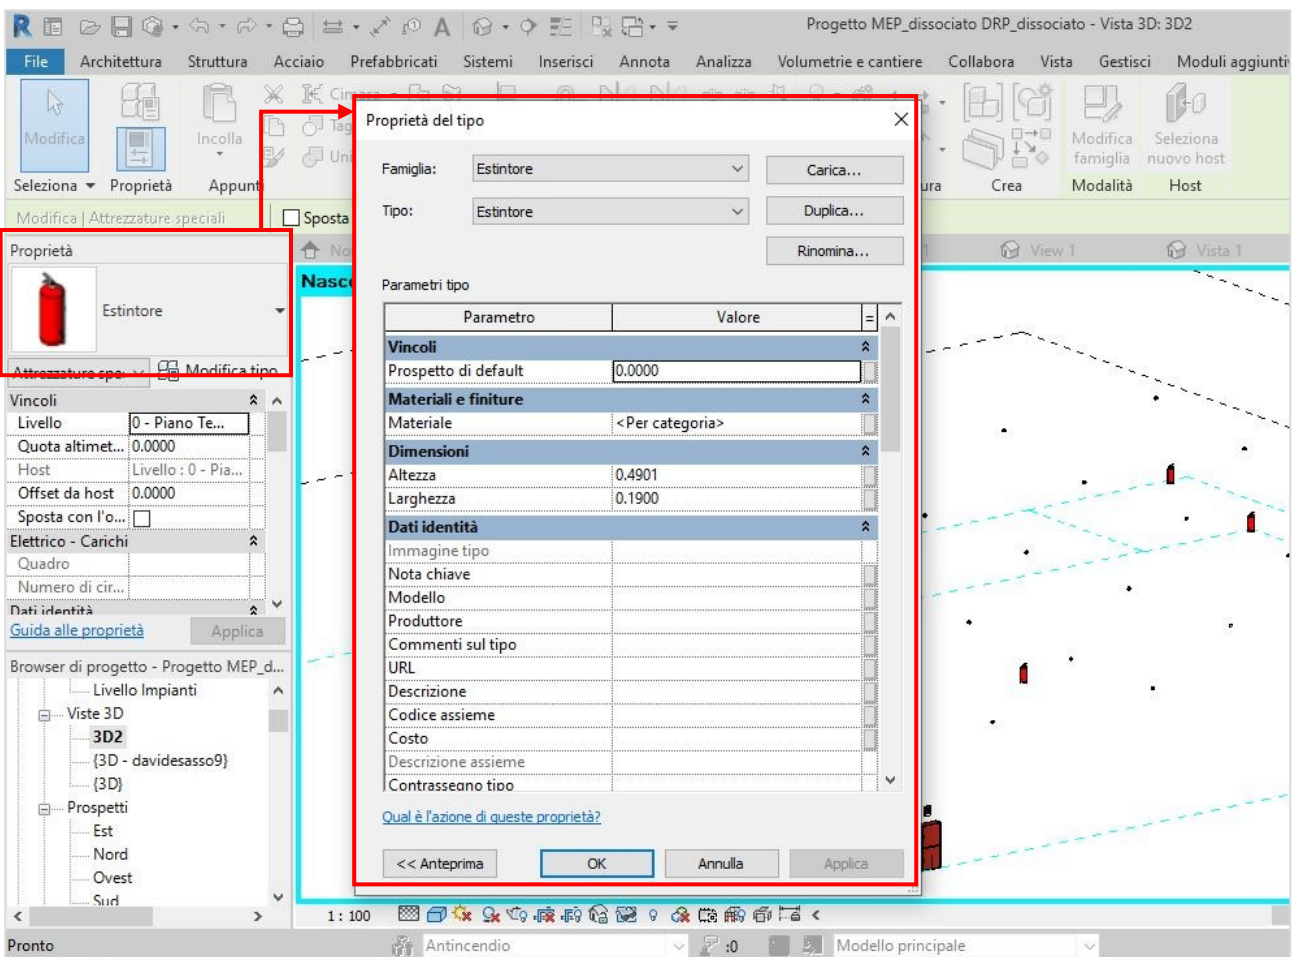 Progetto MEP_dissociato DRP_dissociato - Vista 3D: 3D2
File Architettura Struttura Acciaio Prefabbricati Sistemi Inserisci Annota Analizza Volumetrie e cantiere Collabora Vista Gestisci Moduli aggiuntiv
Modifica
Incolla
Modifica famiglia
Seleziona nuovo host
Seleziona Proprietà Appunti
Crea Modalità Host
Modifica | Attrezzature speciali
Sposta
View 1
Vista 1
Proprietà
Estintore
Modifica tipo
Vincoli
Livello 0 - Piano Te...
Quota altimet... 0.0000
Host Livello : 0 - Pia...
Offset da host 0.0000
Sposta con l'o...
Elettrico - Carichi
Quadro
Numero di cir...
Dati identità
Guida alle proprietà Applica
Browser di progetto - Progetto MEP_d...
Livello Impianti
Viste 3D
3D2
{3D - davidesasso9}
{3D}
Prospetti
Est
Nord
Ovest
Sud
Proprietà del tipo
Famiglia: Estintore Carica...
Tipo: Estintore Duplica...
Rinomina...
Parametri tipo
Parametro Valore =
Vincoli
Prospetto di default 0.0000
Materiali e finiture
Materiale <Per categoria>
Dimensioni
Altezza 0.4901
Larghezza 0.1900
Dati identità
Immagine tipo
Nota chiave
Modello
Produttore
Commenti sul tipo
URL
Descrizione
Codice assieme
Costo
Descrizione assieme
Contrassegno tipo
Qual è l'azione di queste proprietà?
<< Anteprima OK Annulla Applica
1 : 100
Pronto Antincendio :0 Modello principale